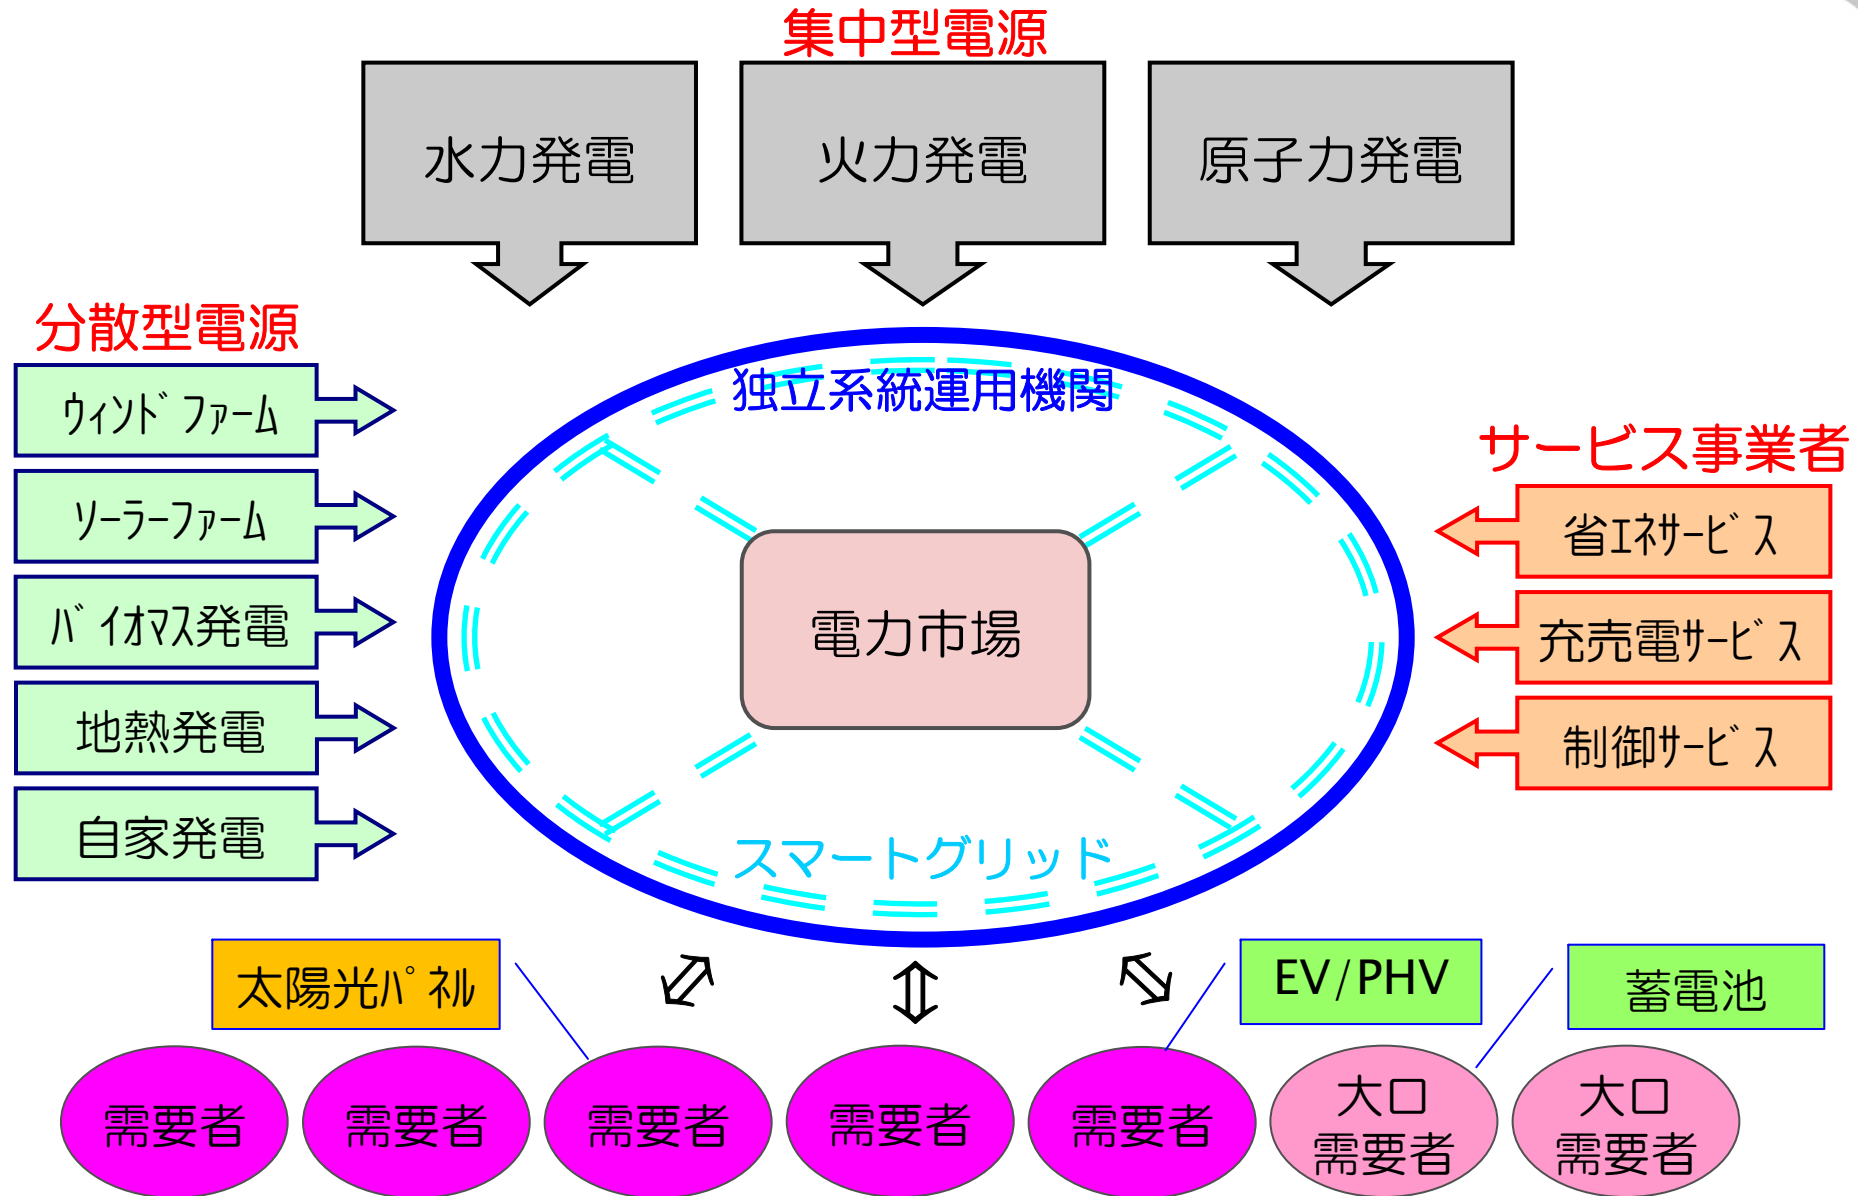 集中型電源
水力発電
火力発電
原子力発電
分散型電源
ｳｨﾝﾄﾞﾌｧｰﾑ
ｿｰﾗｰﾌｧｰﾑ
ﾊﾞｲｵﾏｽ発電
地熱発電
自家発電
独立系統運用機関
電力市場
スマートグリッド
サービス事業者
省ｴﾈｻｰﾋﾞｽ
充売電ｻｰﾋﾞｽ
制御ｻｰﾋﾞｽ
太陽光ﾊﾟﾈﾙ
EV/PHV
蓄電池
需要者
需要者
需要者
需要者
需要者
大口
需要者
大口
需要者